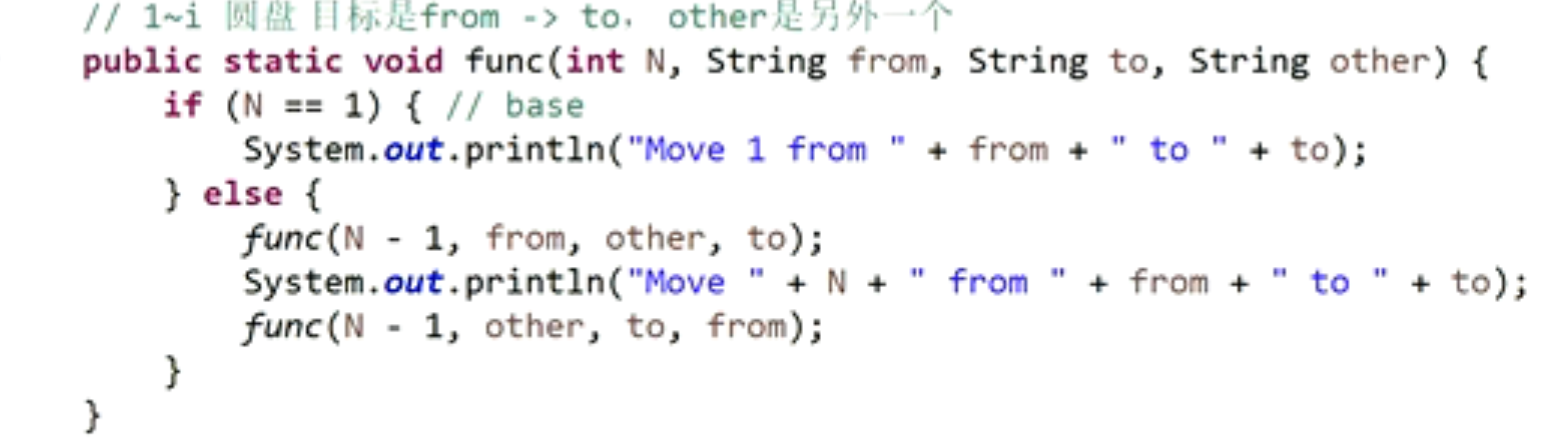 // 1~i 圆盘 目标是from -> to, other是另外一个
public static void func(int N, String from, String to, String other) {
if (N == 1) { // base
System.out.println("Move 1 from " + from + " to " + to);
} else {
func(N - 1, from, other, to);
System.out.println("Move " + N + " from " + from + " to " + to);
func(N - 1, other, to, from);
}
}